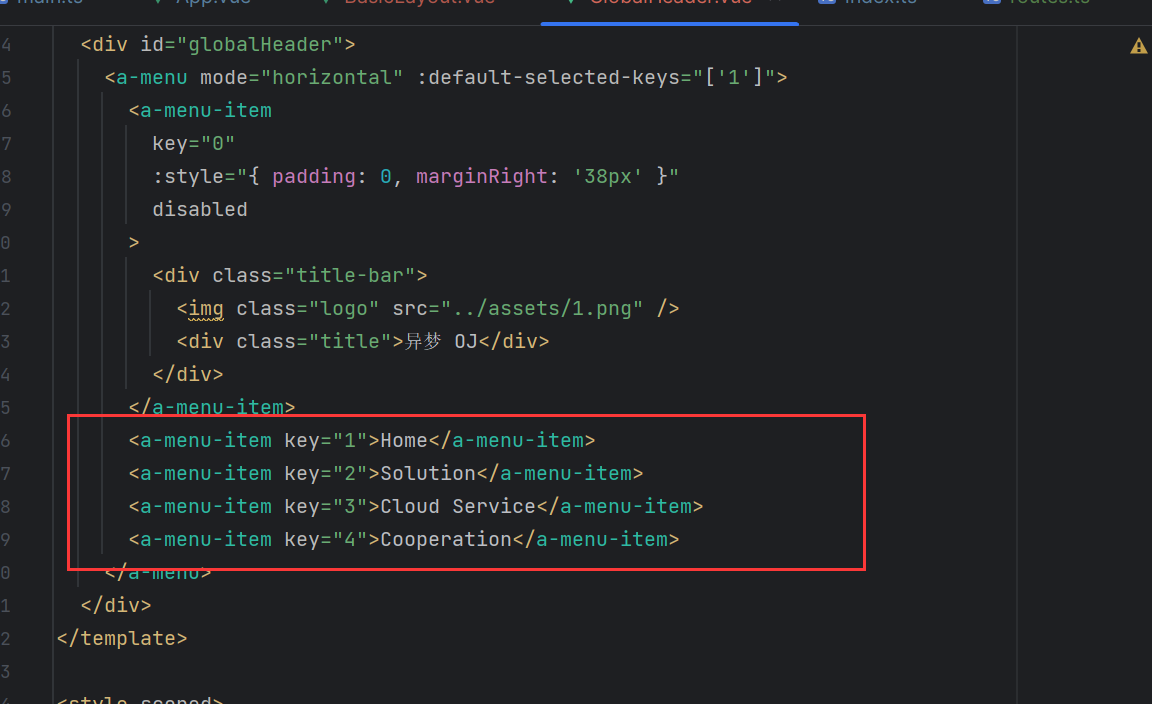 main.ts App.vue BasicLayout.vue GlobalHeader.vue index.ts routes.ts
4 <div id="globalHeader">
5 <a-menu mode="horizontal" :default-selected-keys="['1']">
6 <a-menu-item
7 key="0"
8 :style="{ padding: 0, marginRight: '38px' }"
9 disabled
0 >
1 <div class="title-bar">
2 <img class="logo" src="../assets/1.png" />
3 <div class="title">异梦 OJ</div>
4 </div>
5 </a-menu-item>
6 <a-menu-item key="1">Home</a-menu-item>
7 <a-menu-item key="2">Solution</a-menu-item>
8 <a-menu-item key="3">Cloud Service</a-menu-item>
9 <a-menu-item key="4">Cooperation</a-menu-item>
0 </a-menu>
1 </div>
2 </template>
3
4 <style scoped>